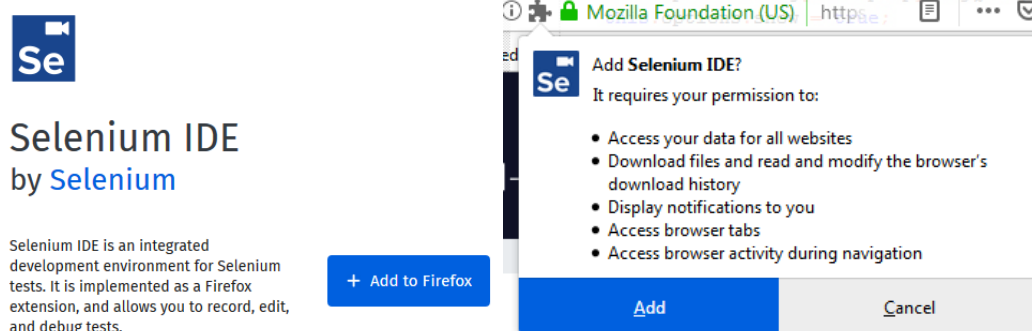 Se
Selenium IDE
by Selenium
Selenium IDE is an integrated
development environment for Selenium
tests. It is implemented as a Firefox
extension, and allows you to record, edit,
and debug tests.
+ Add to Firefox
Mozilla Foundation (US) https
ed
Se
Add Selenium IDE?
It requires your permission to:
• Access your data for all websites
• Download files and read and modify the browser's
download history
• Display notifications to you
• Access browser tabs
• Access browser activity during navigation
Add
Cancel